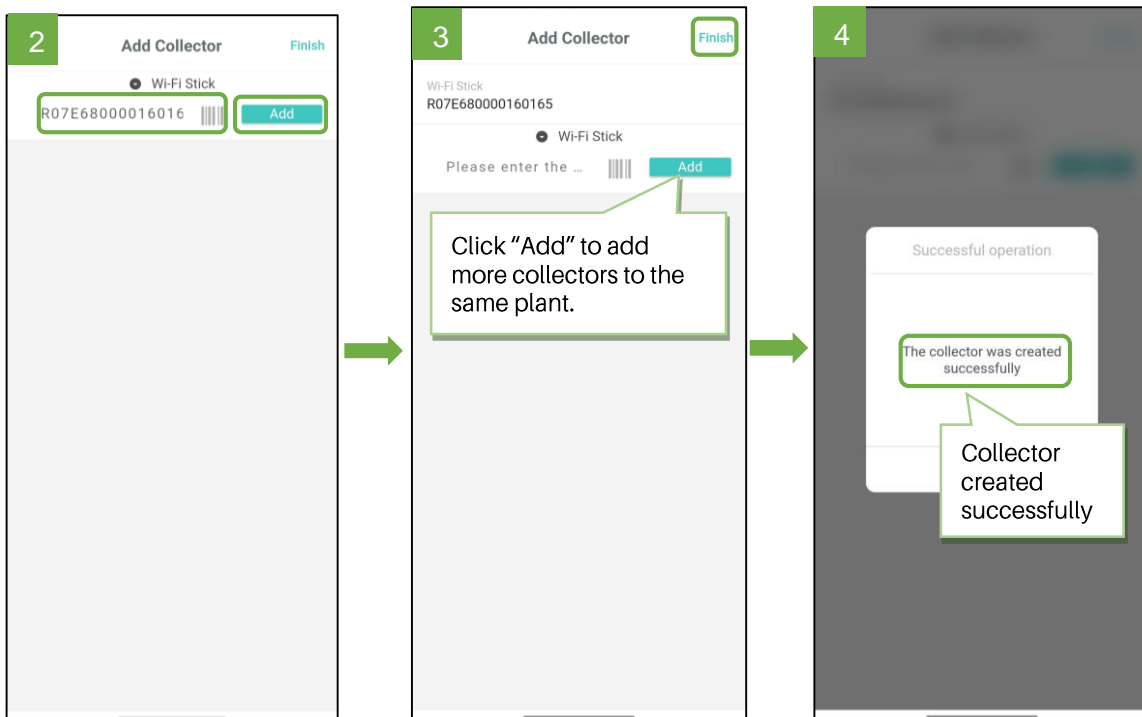 2
Add Collector
Finish
Wi-Fi Stick
R07E68000016016
Add
3
Add Collector
Finish
Wi-Fi Stick
R07E680000160165
Wi-Fi Stick
Please enter the ...
Add
Click “Add” to add
more collectors to the
same plant.
4
Successful operation
The collector was created
successfully
Collector
created
successfully